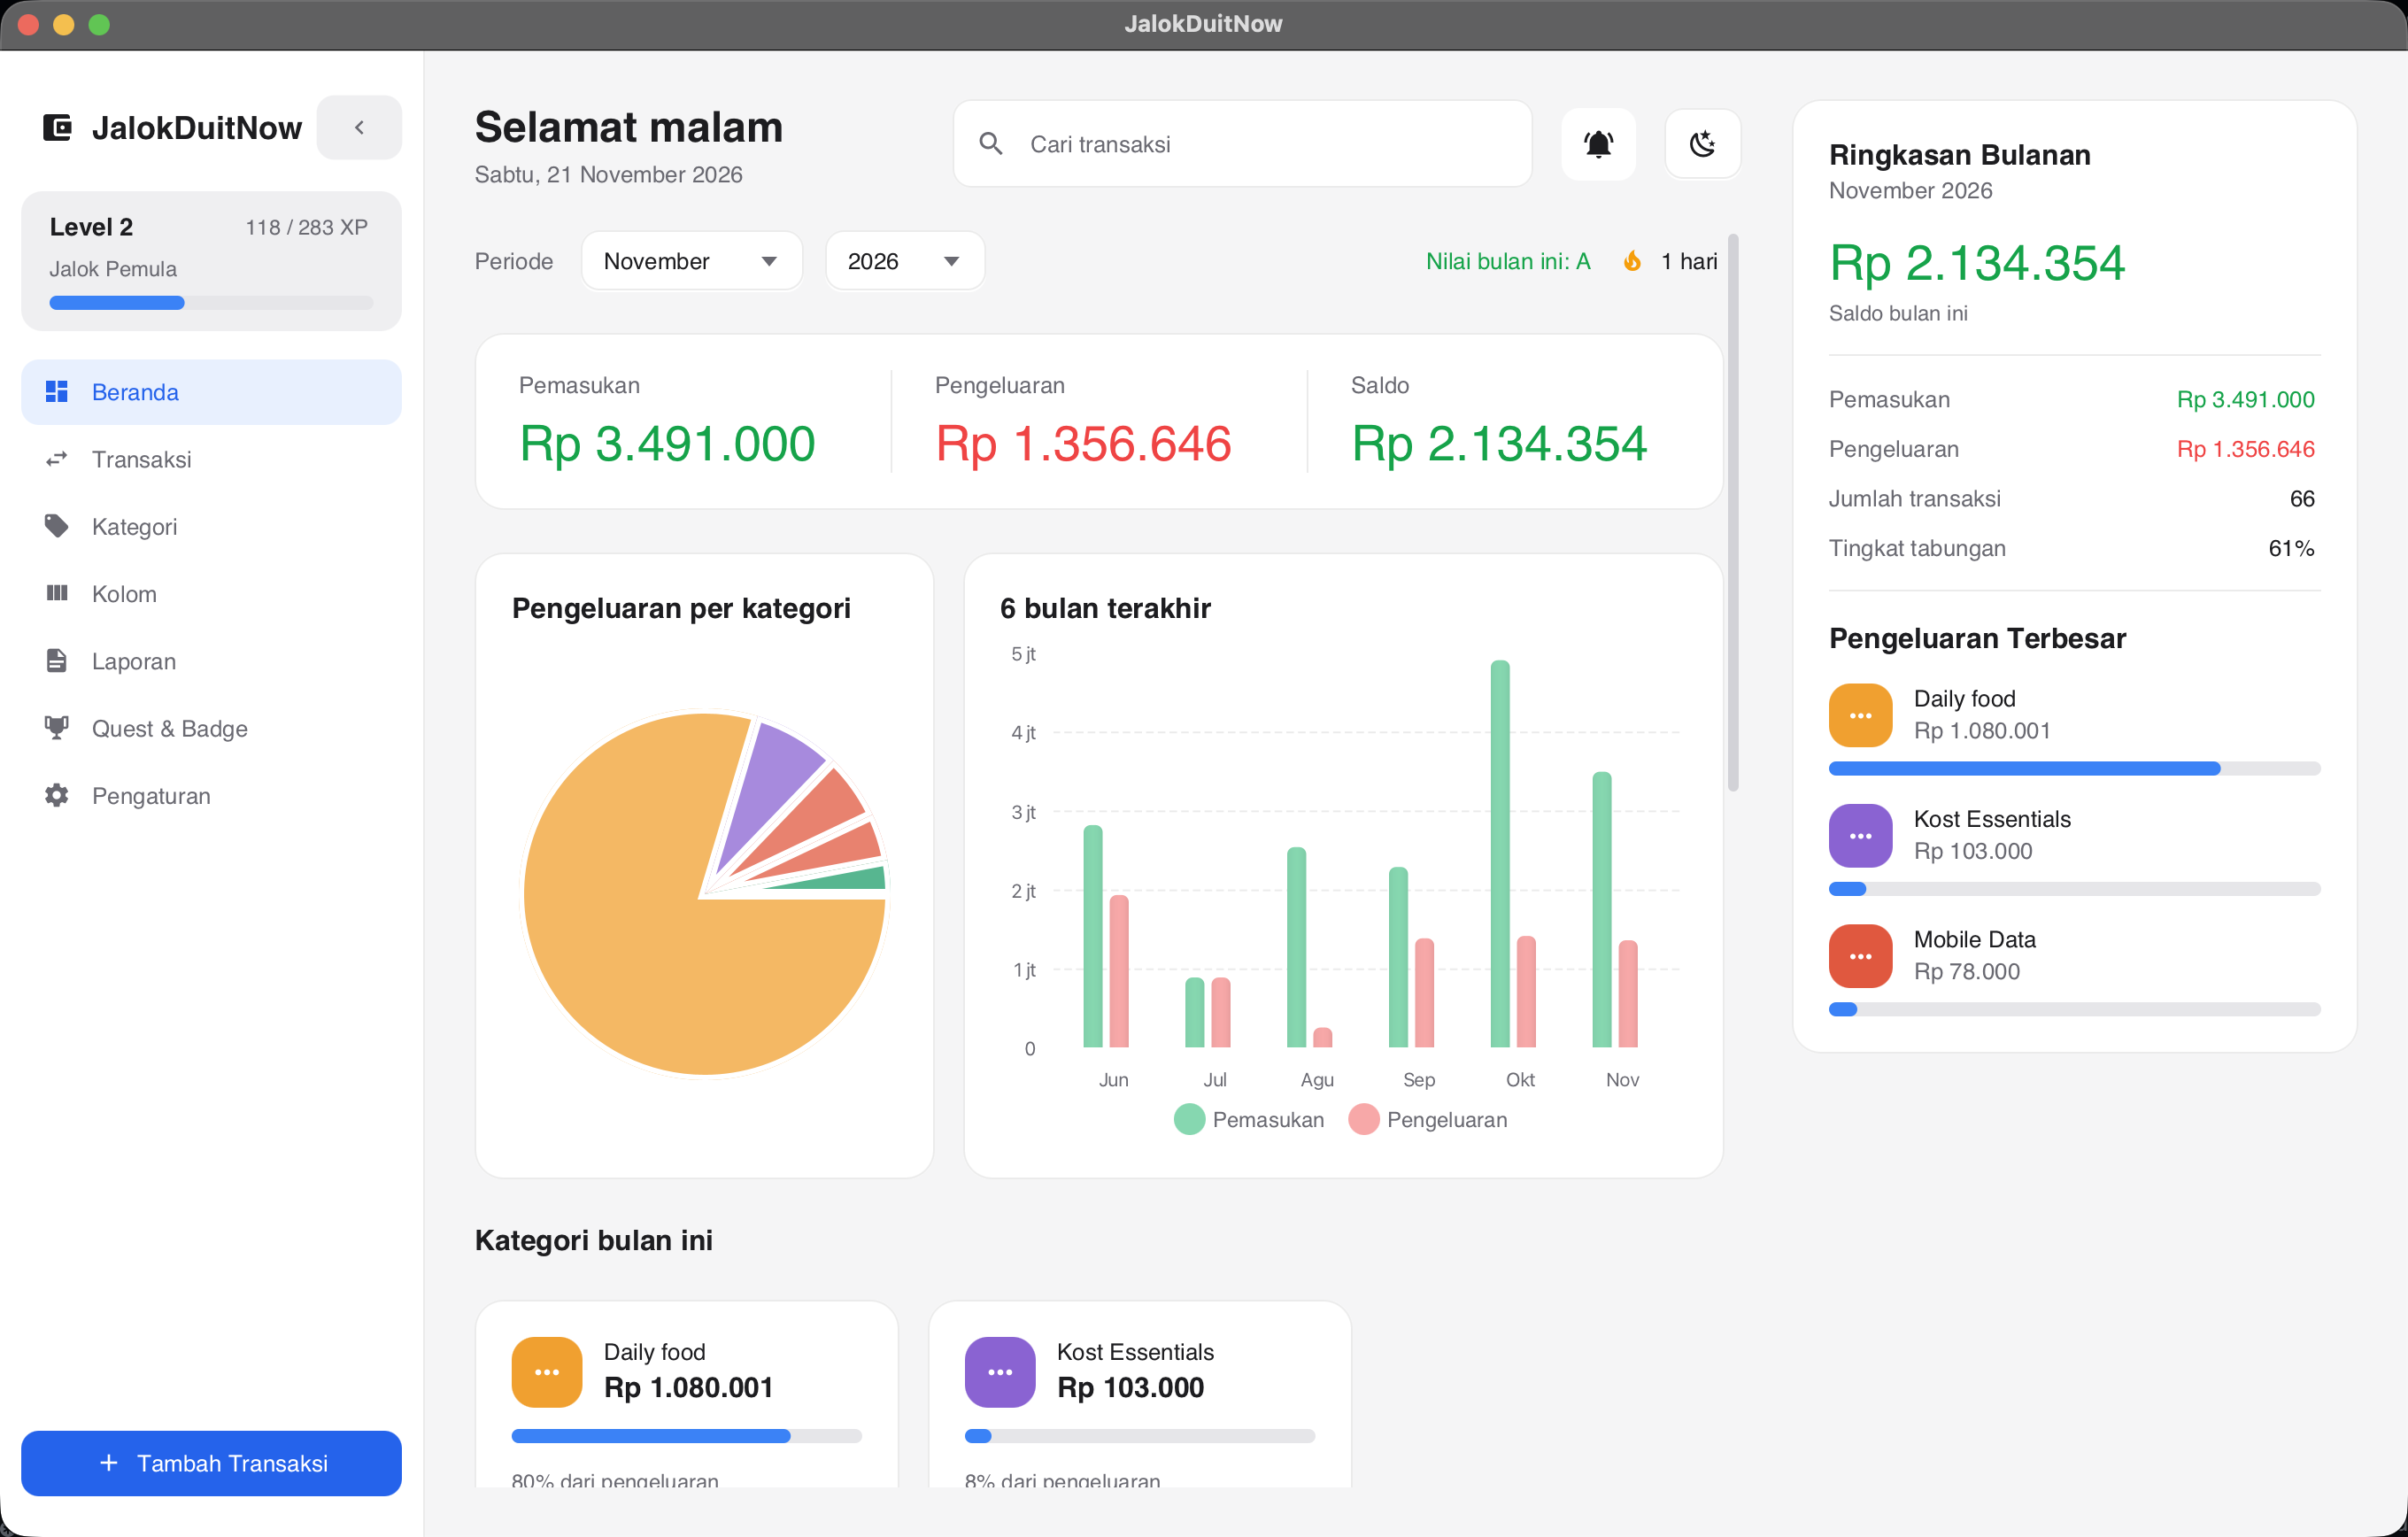 JalokDuitNow
JalokDuitNow
Level 2
118 / 283 XP
Jalok Pemula
Beranda
Transaksi
Kategori
Kolom
Laporan
Quest & Badge
Pengaturan
Tambah Transaksi
Selamat malam
Sabtu, 21 November 2026
Cari transaksi
Periode
November
2026
Nilai bulan ini: A
1 hari
Pemasukan
Rp 3.491.000
Pengeluaran
Rp 1.356.646
Saldo
Rp 2.134.354
Pengeluaran per kategori
6 bulan terakhir
5 jt
4 jt
3 jt
2 jt
1 jt
0
Jun
Jul
Agu
Sep
Okt
Nov
Pemasukan
Pengeluaran
Kategori bulan ini
Daily food
Rp 1.080.001
80% dari pengeluaran
Kost Essentials
Rp 103.000
8% dari pengeluaran
Ringkasan Bulanan
November 2026
Rp 2.134.354
Saldo bulan ini
Pemasukan
Rp 3.491.000
Pengeluaran
Rp 1.356.646
Jumlah transaksi
66
Tingkat tabungan
61%
Pengeluaran Terbesar
Daily food
Rp 1.080.001
Kost Essentials
Rp 103.000
Mobile Data
Rp 78.000